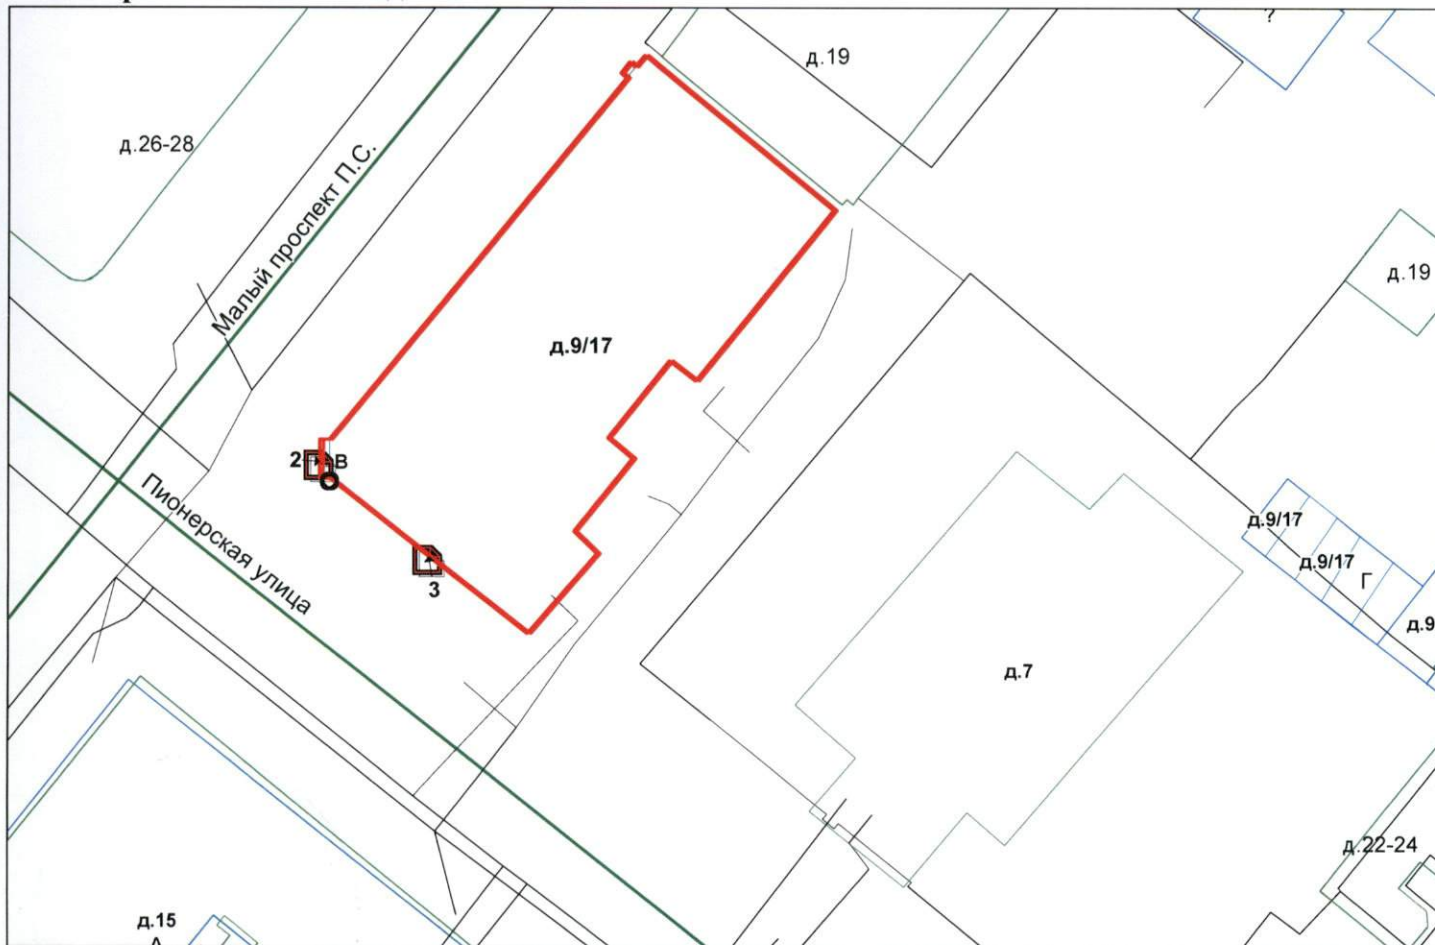 ?
д.19
д.26-28
Малый проспект П.С.
д.19
д.9/17
2
В
Пионерская улица
3
д.9/17
д.9/17
Г
д.9
д.7
д.22-24
д.15